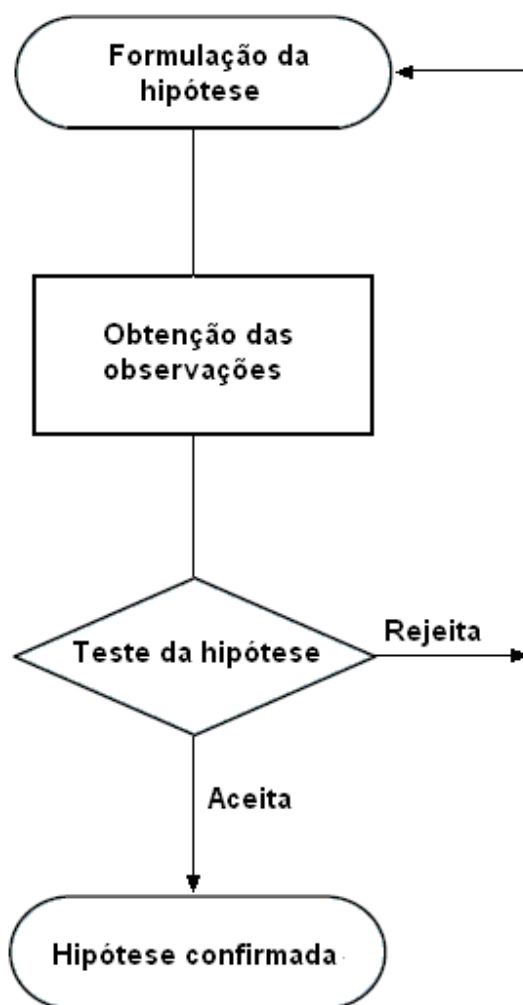 Formulação da
hipótese
Obtenção das
observações
Teste da hipótese
Rejeita
Aceita
Hipótese confirmada